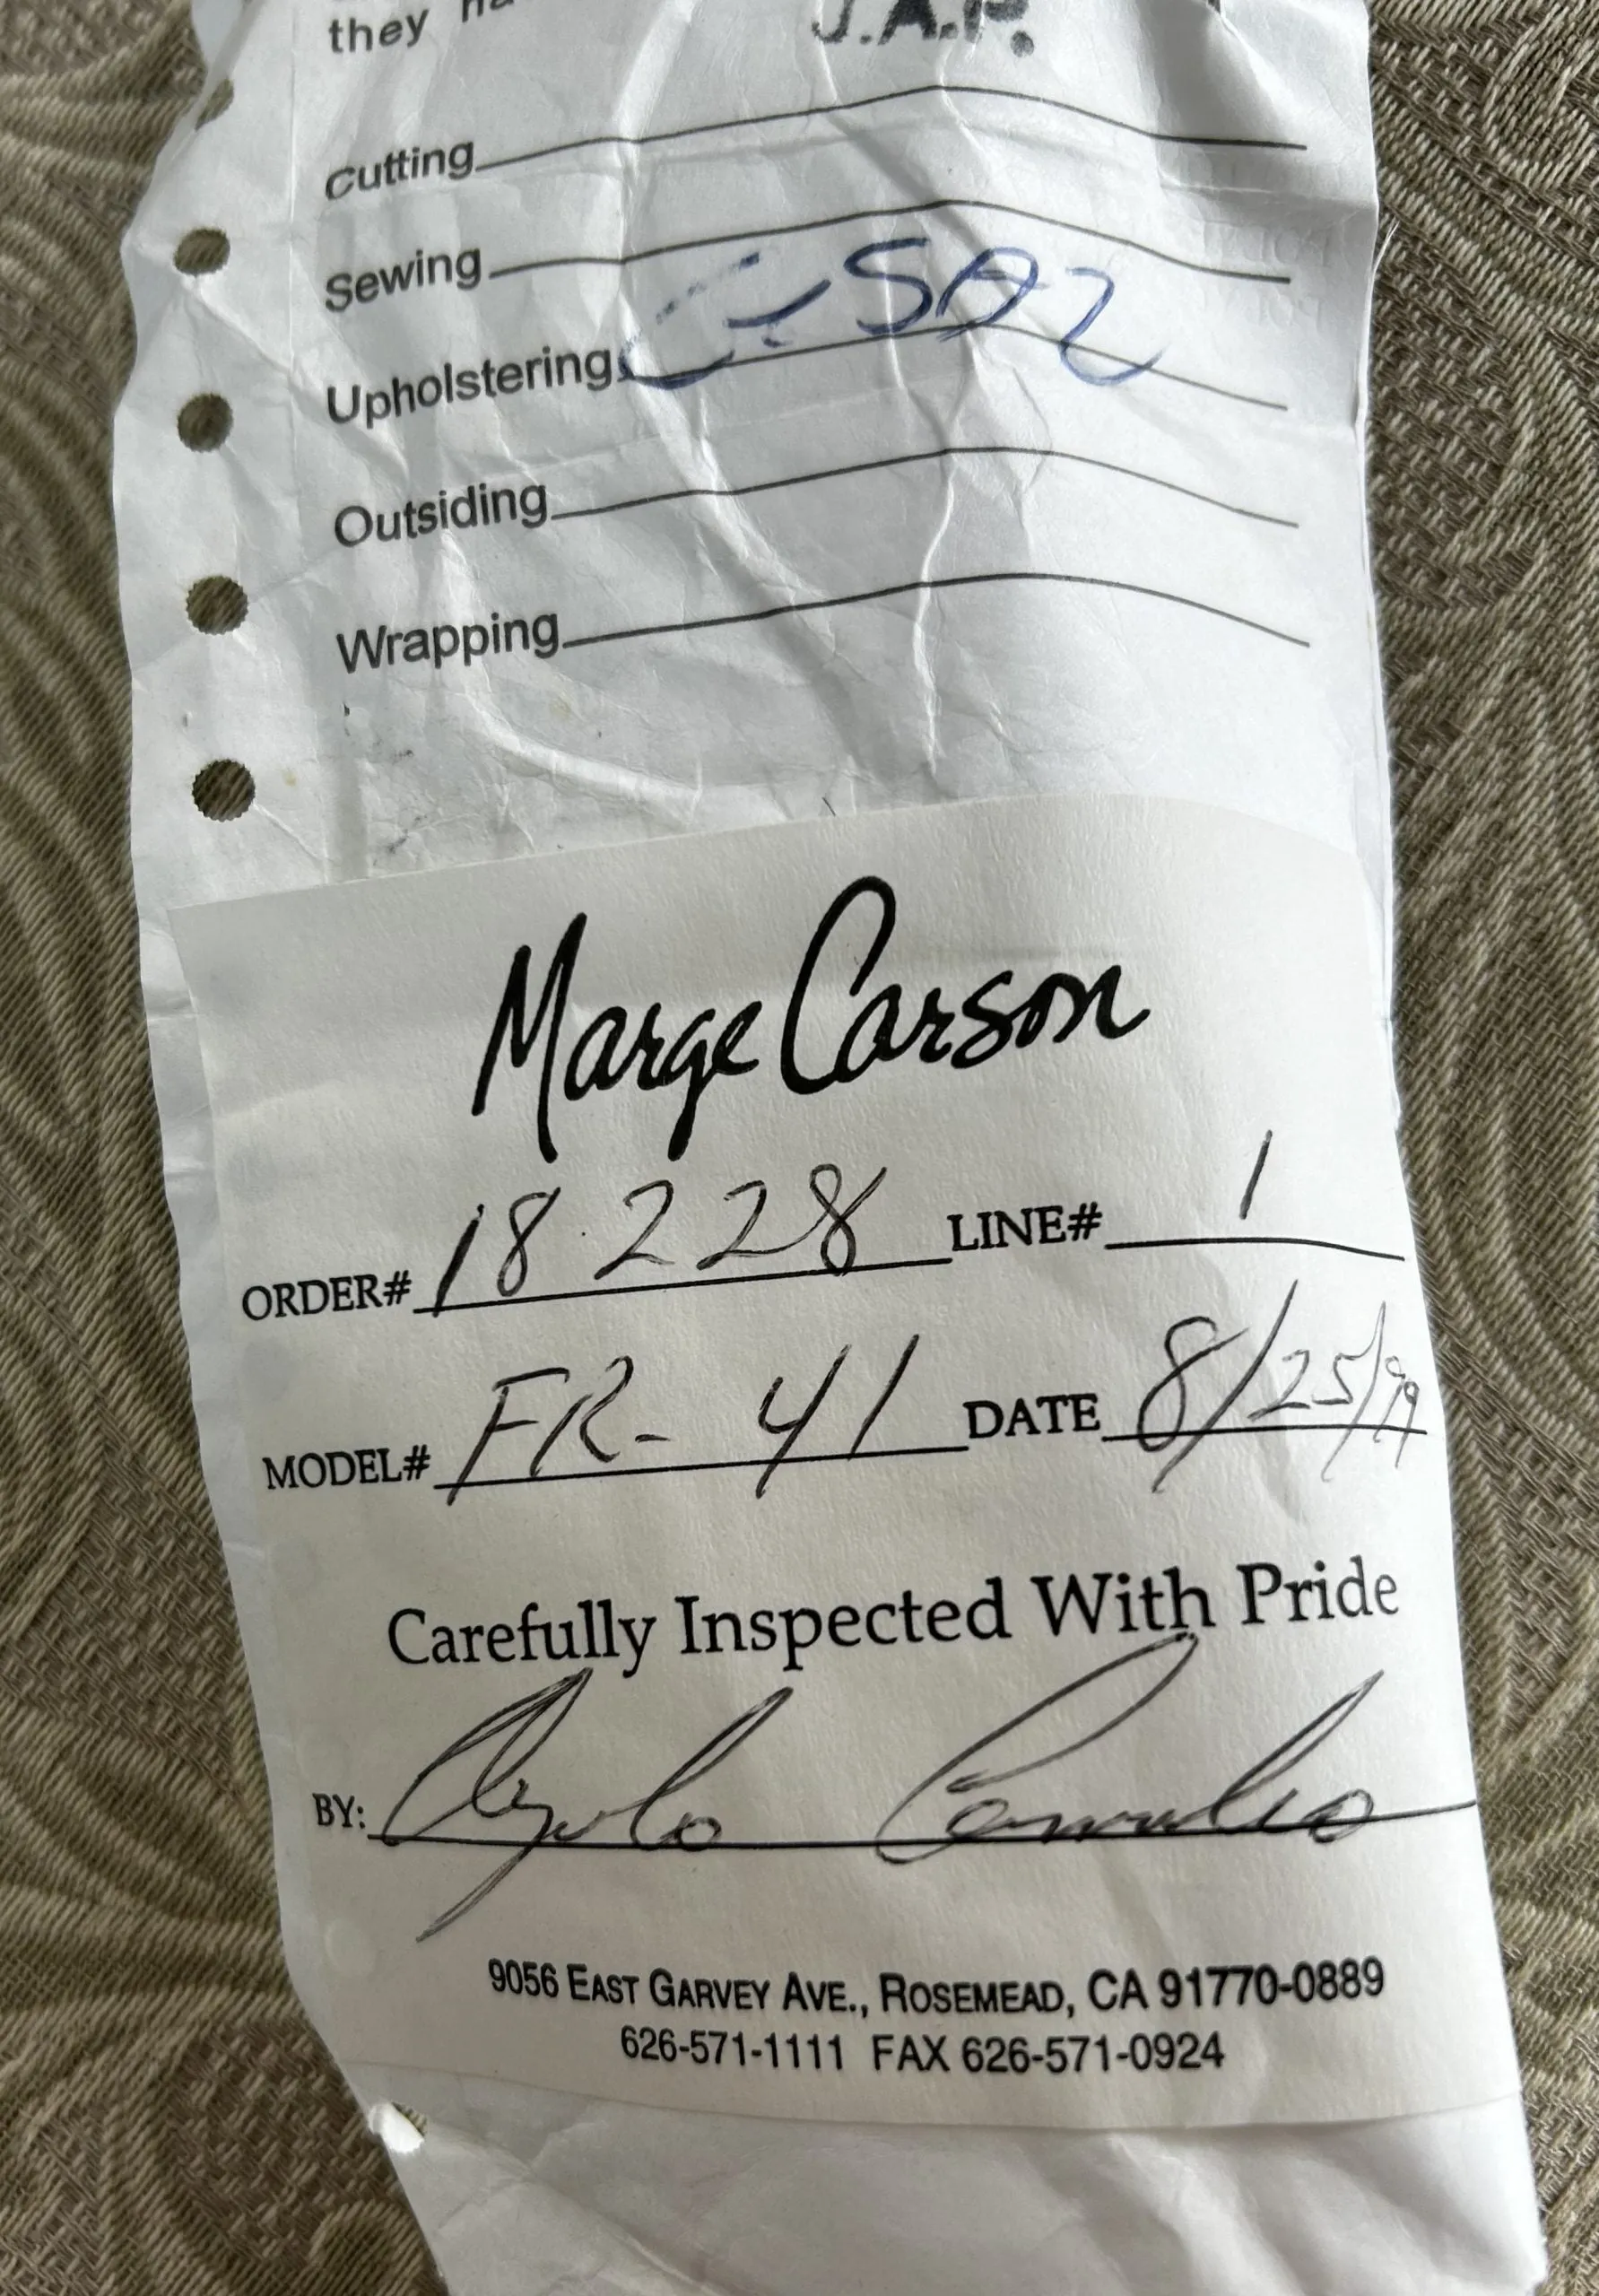 they
J.A.P.
Cutting
Sewing
Upholstering CeSAR
Outsiding
Wrapping
Marge Carson
ORDER# 18228 LINE# 1
MODEL# FR-41 DATE 8/25/99
Carefully Inspected With Pride
BY:
9056 EAST GARVEY AVE., ROSEMEAD, CA 91770-0889
626-571-1111 FAX 626-571-0924